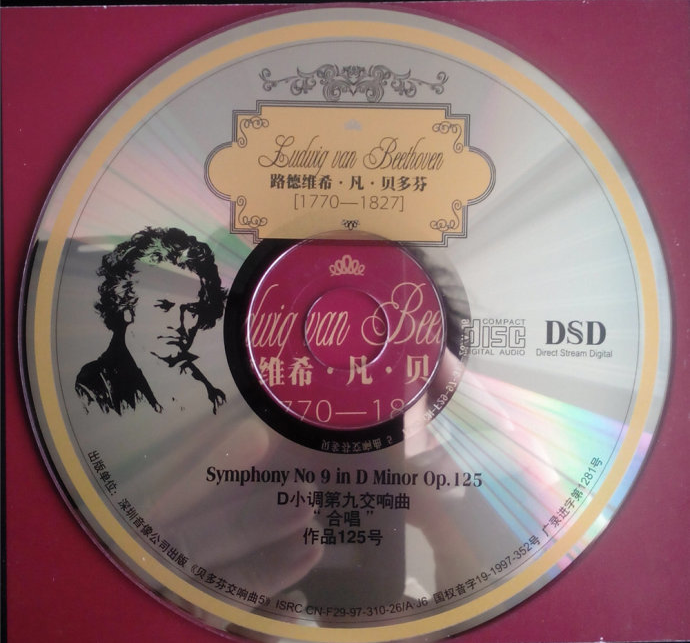 Ludwig van Beethoven
路德维希·凡·贝多芬
[1770—1827]
dwig van Bee
维希·凡·贝
770—182
COMPACT
disc
DIGITAL AUDIO
DSD
Direct Stream Digital
Symphony No 9 in D Minor Op.125
D小调第九交响曲
“合唱”
作品125号
出版单位：深圳音像公司出版《贝多芬交响曲5》 ISRC CN-F29-97-310-26/A·J6 国权音字19-1997-352号 广录进字第1281号